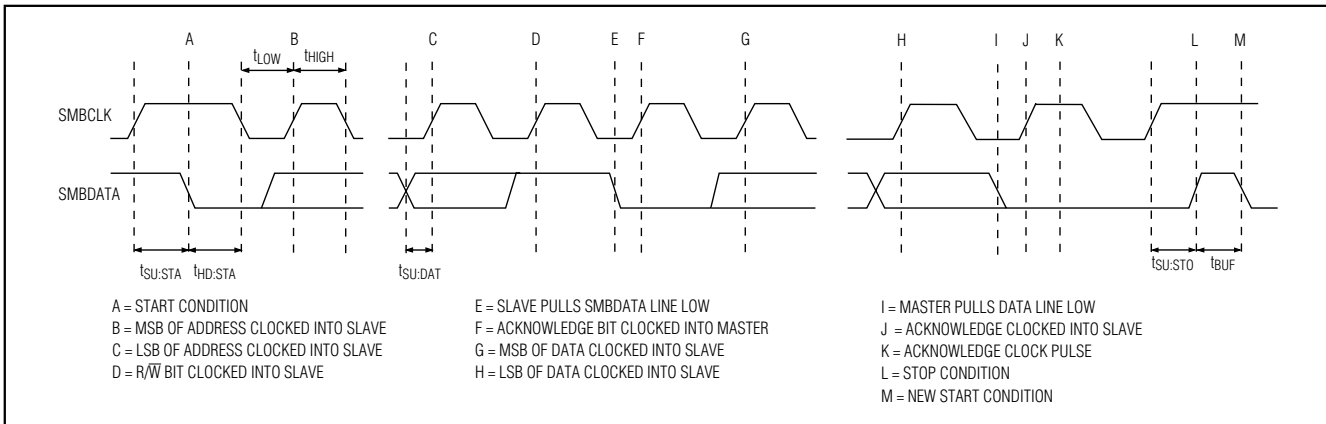 A B C D E F G H I J K L M
tLOW tHIGH
SMBCLK
SMBDATA
tSU:STA tHD:STA tSU:DAT tSU:STO tBUF
A = START CONDITION
B = MSB OF ADDRESS CLOCKED INTO SLAVE
C = LSB OF ADDRESS CLOCKED INTO SLAVE
D = R/W̅ BIT CLOCKED INTO SLAVE
E = SLAVE PULLS SMBDATA LINE LOW
F = ACKNOWLEDGE BIT CLOCKED INTO MASTER
G = MSB OF DATA CLOCKED INTO SLAVE
H = LSB OF DATA CLOCKED INTO SLAVE
I = MASTER PULLS DATA LINE LOW
J = ACKNOWLEDGE CLOCKED INTO SLAVE
K = ACKNOWLEDGE CLOCK PULSE
L = STOP CONDITION
M = NEW START CONDITION